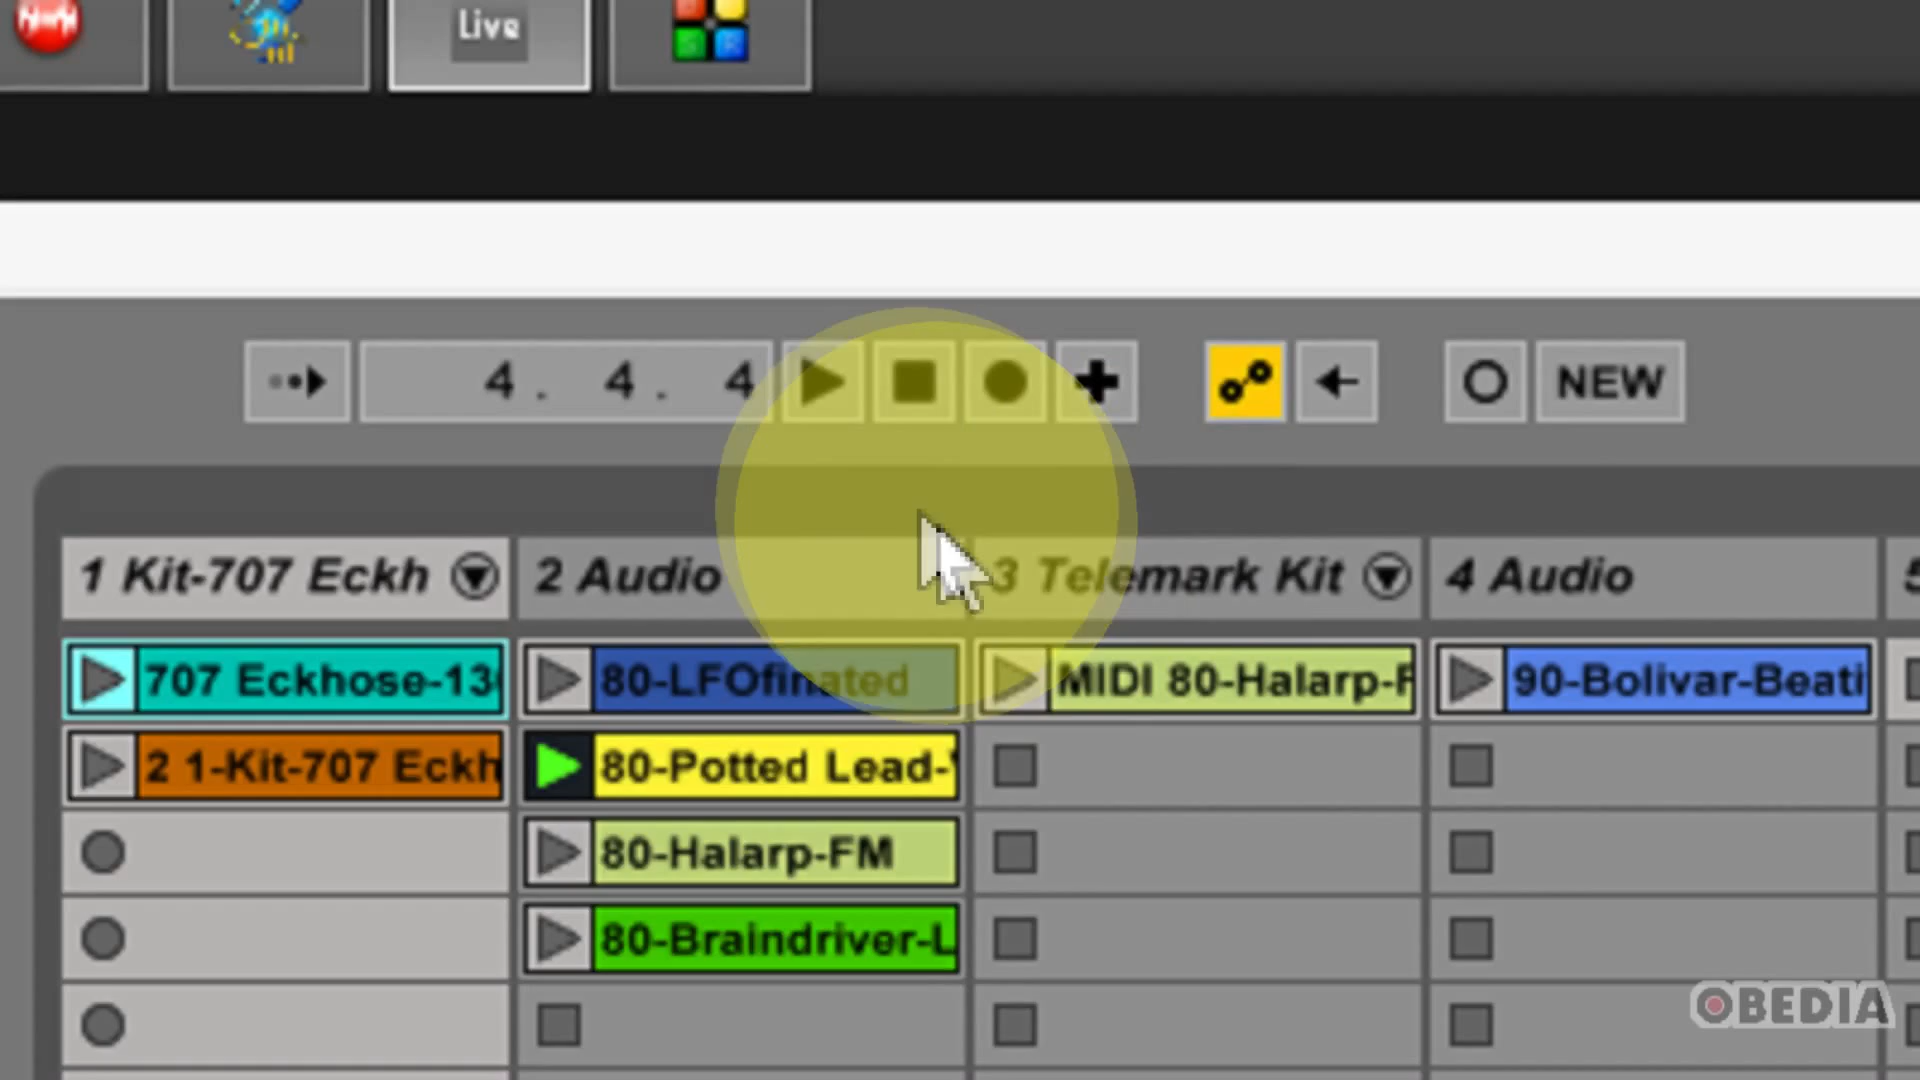 Live
4. 4. 4
NEW
1 Kit-707 Eckh
2 Audio
3 Telemark Kit
4 Audio
5
707 Eckhose-13
80-LFOfinated
MIDI 80-Halarp-F
90-Bolivar-Beati
2 1-Kit-707 Eckh
80-Potted Lead-
80-Halarp-FM
80-Braindriver-L
OBEDIA